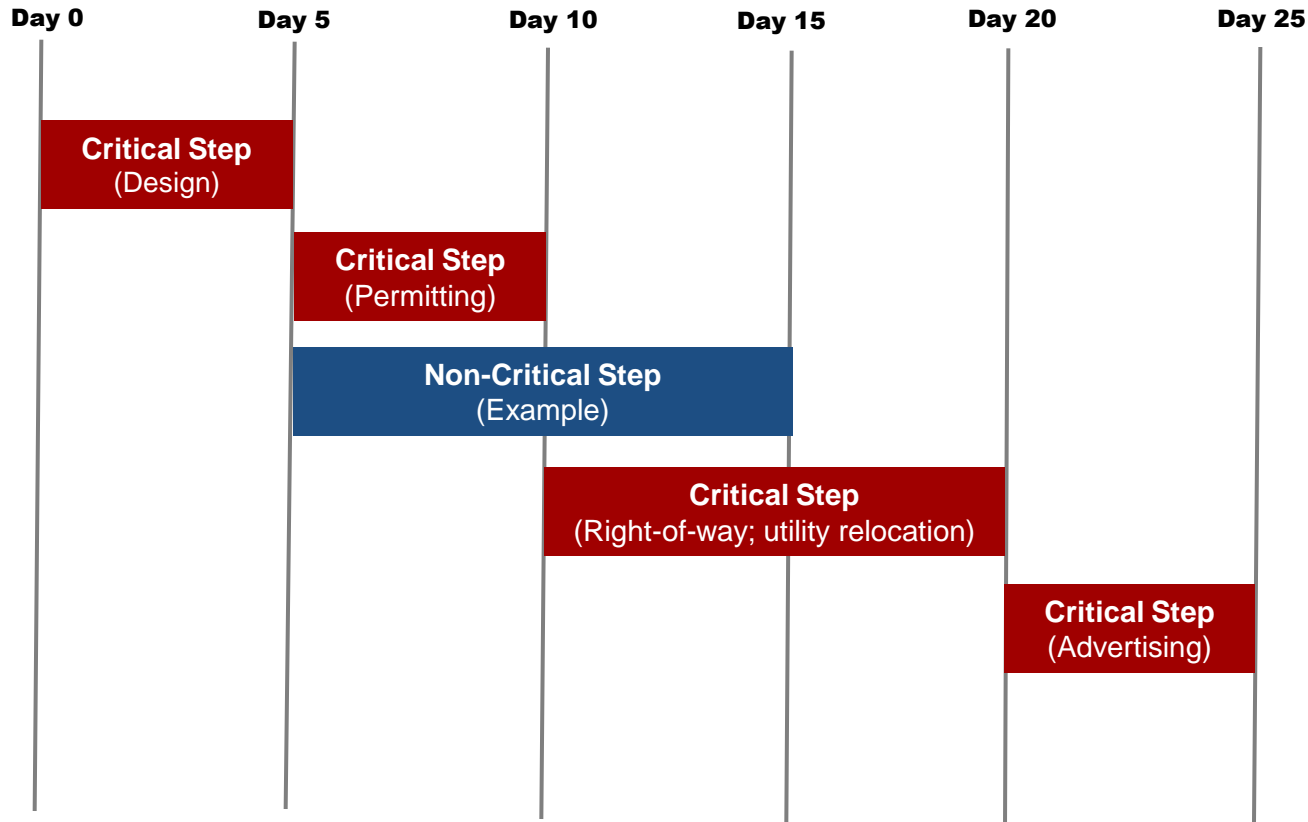 Day 0
Day 5
Day 10
Day 15
Day 20
Day 25
Critical Step
(Design)
Critical Step
(Permitting)
Non-Critical Step
(Example)
Critical Step
(Right-of-way; utility relocation)
Critical Step
(Advertising)